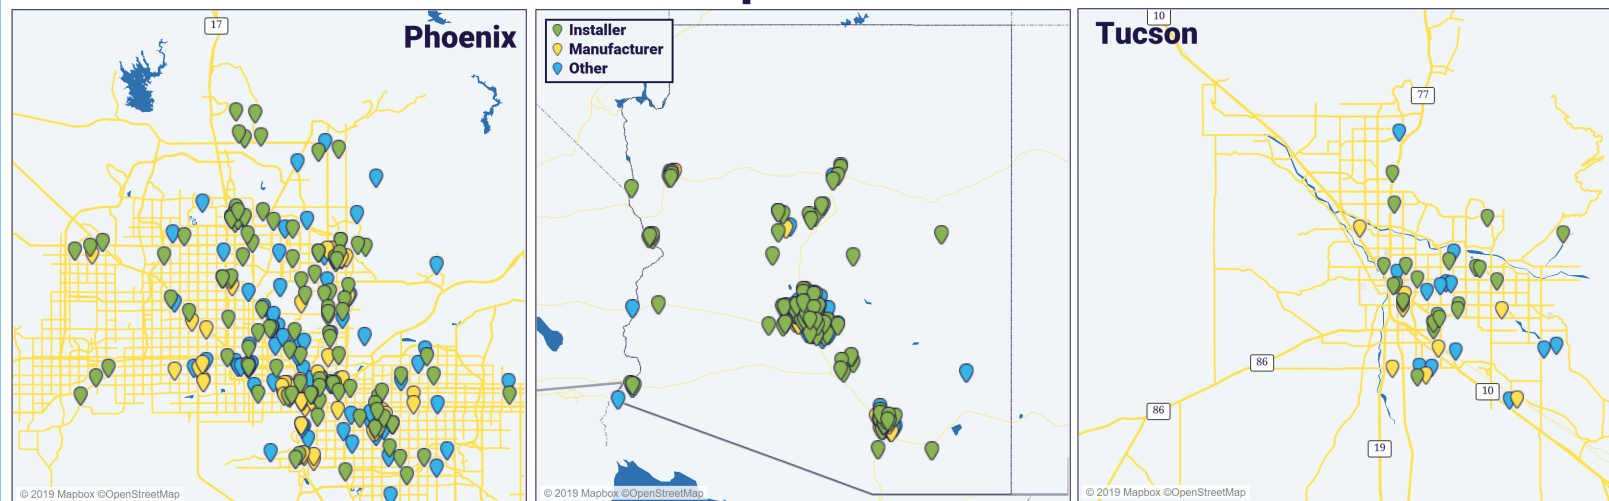 17
Phoenix
© 2019 Mapbox ©OpenStreetMap
Installer
Manufacturer
Other
© 2019 Mapbox ©OpenStreetMap
10
Tucson
77
86
10
86
19
© 2019 Mapbox ©OpenStreetMap